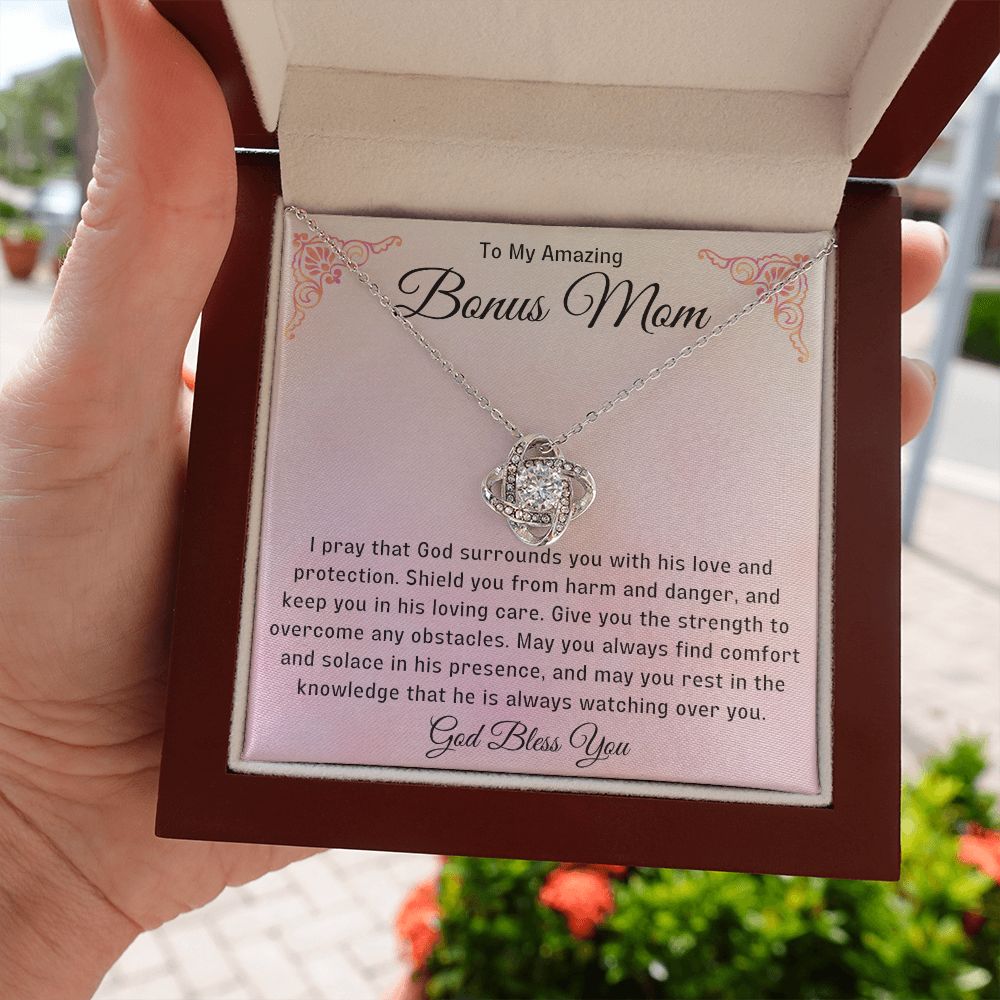 To My Amazing
Bonus Mom
I pray that God surrounds you with his love and
protection. Shield you from harm and danger, and
keep you in his loving care. Give you the strength to
overcome any obstacles. May you always find comfort
and solace in his presence, and may you rest in the
knowledge that he is always watching over you.
God Bless You